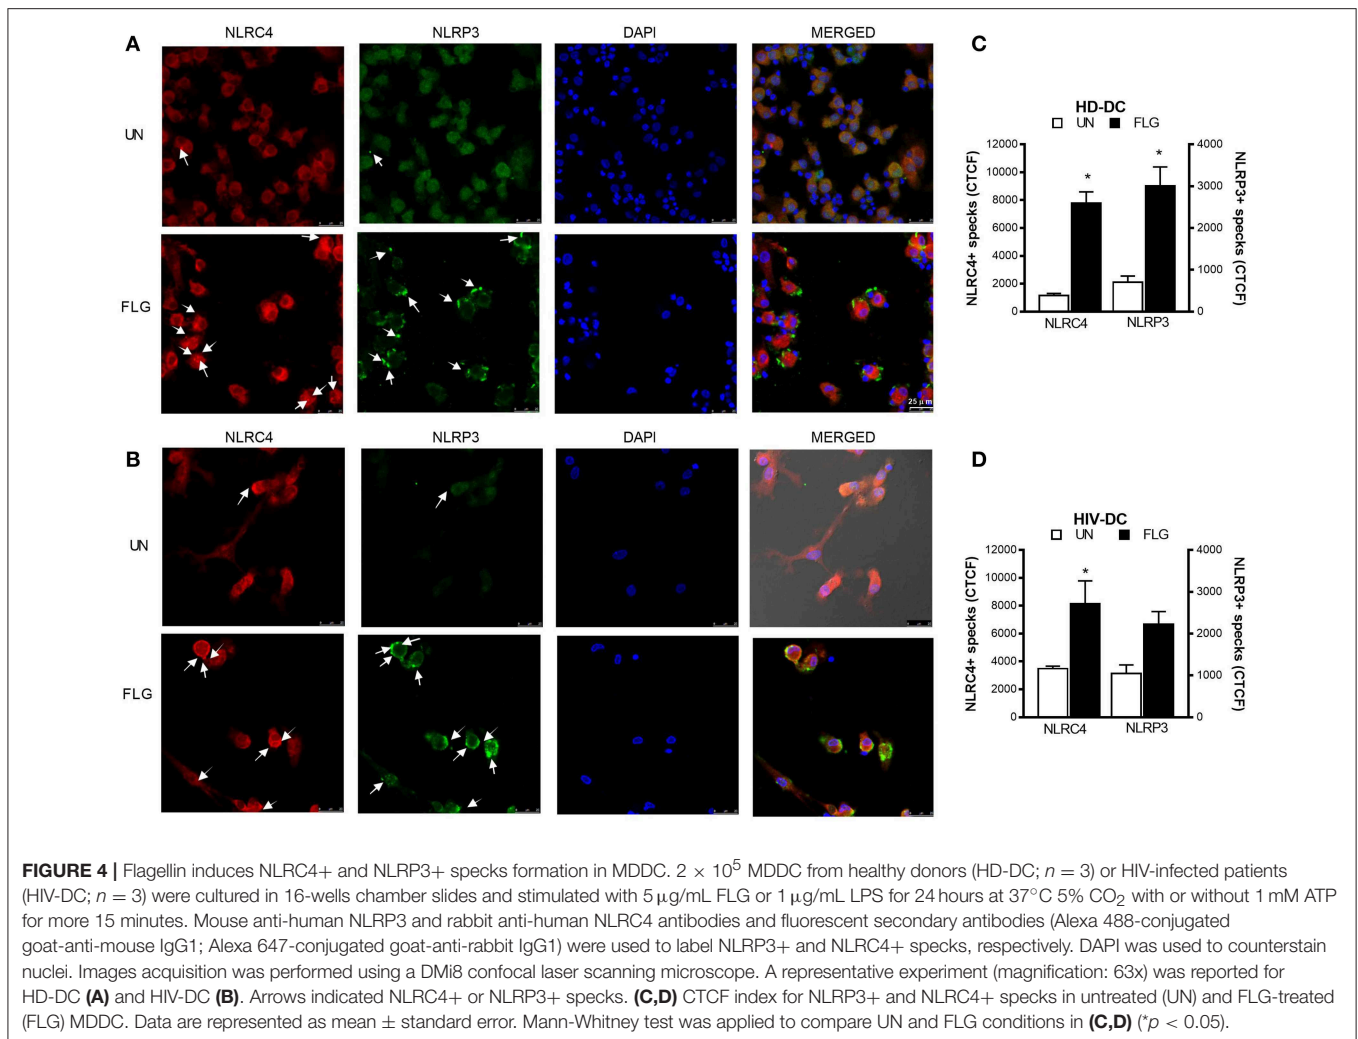 A
NLRC4 NLRP3 DAPI MERGED
UN
FLG
25 µm
B
NLRC4 NLRP3 DAPI MERGED
UN
FLG
C
HD-DC
UN FLG
NLRC4+ specks (CTCF)
12000
10000
8000
6000
4000
2000
0
* *
4000
3000
2000
1000
0
NLRP3+ specks (CTCF)
NLRC4 NLRP3
D
HIV-DC
UN FLG
NLRC4+ specks (CTCF)
12000
10000
8000
6000
4000
2000
0
*
4000
3000
2000
1000
0
NLRP3+ specks (CTCF)
NLRC4 NLRP3
FIGURE 4 | Flagellin induces NLRC4+ and NLRP3+ specks formation in MDDC. 2 × 10⁵ MDDC from healthy donors (HD-DC; n = 3) or HIV-infected patients
(HIV-DC; n = 3) were cultured in 16-wells chamber slides and stimulated with 5 µg/mL FLG or 1 µg/mL LPS for 24 hours at 37°C 5% CO₂ with or without 1 mM ATP
for more 15 minutes. Mouse anti-human NLRP3 and rabbit anti-human NLRC4 antibodies and fluorescent secondary antibodies (Alexa 488-conjugated
goat-anti-mouse IgG1; Alexa 647-conjugated goat-anti-rabbit IgG1) were used to label NLRP3+ and NLRC4+ specks, respectively. DAPI was used to counterstain
nuclei. Images acquisition was performed using a DMi8 confocal laser scanning microscope. A representative experiment (magnification: 63x) was reported for
HD-DC (A) and HIV-DC (B). Arrows indicated NLRC4+ or NLRP3+ specks. (C,D) CTCF index for NLRP3+ and NLRC4+ specks in untreated (UN) and FLG-treated
(FLG) MDDC. Data are represented as mean ± standard error. Mann-Whitney test was applied to compare UN and FLG conditions in (C,D) (*p < 0.05).